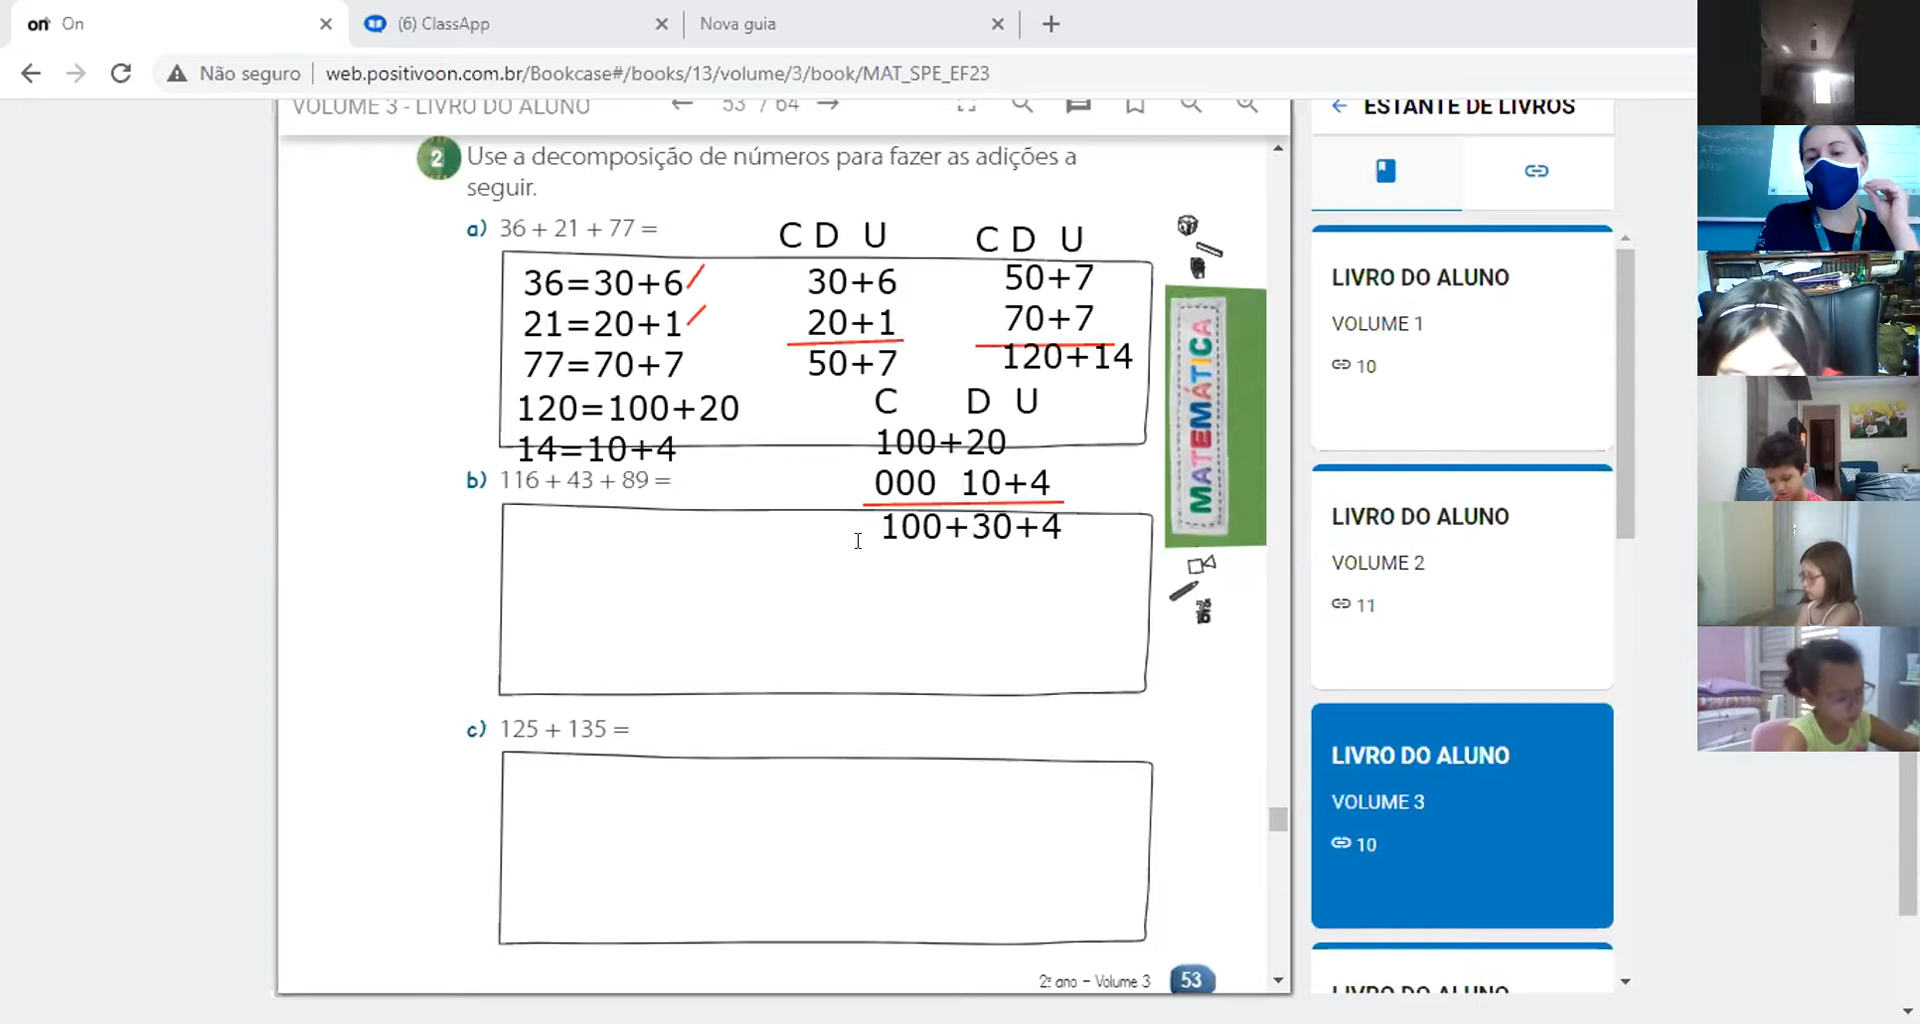 on On
(6) ClassApp
Nova guia
Não seguro
web.positivoon.com.br/Bookcase#/books/13/volume/3/book/MAT_SPE_EF23
VOLUME 3 - LIVRO DO ALUNO
53 / 64
ESTANTE DE LIVROS
2 Use a decomposição de números para fazer as adições a
seguir.
a) 36 + 21 + 77 =
C D U
C D U
36=30+6
21=20+1
77=70+7
120=100+20
14=10+4
30+6
20+1
50+7
50+7
70+7
120+14
C D U
100+20
000 10+4
100+30+4
b) 116 + 43 + 89 =
c) 125 + 135 =
MATEMÁTICA
2º ano – Volume 3
53
LIVRO DO ALUNO
VOLUME 1
10
LIVRO DO ALUNO
VOLUME 2
11
LIVRO DO ALUNO
VOLUME 3
10
LIVRO DO ALUNO